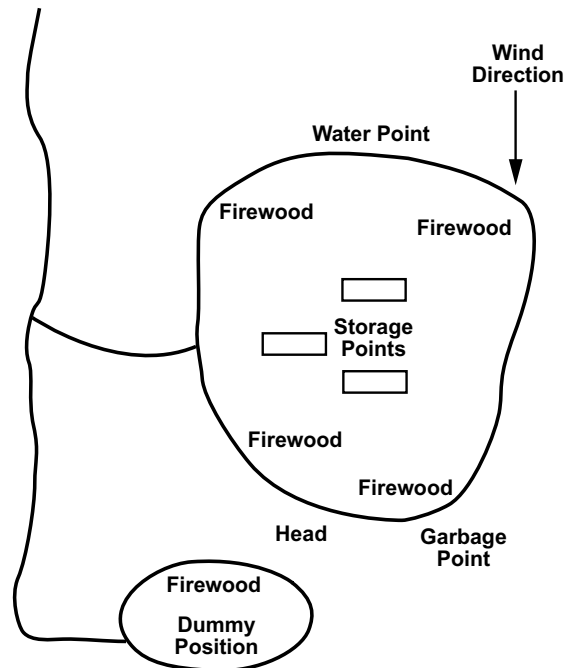 Wind
Direction
Water Point
Firewood
Firewood
Storage
Points
Firewood
Firewood
Head
Garbage
Point
Firewood
Dummy
Position